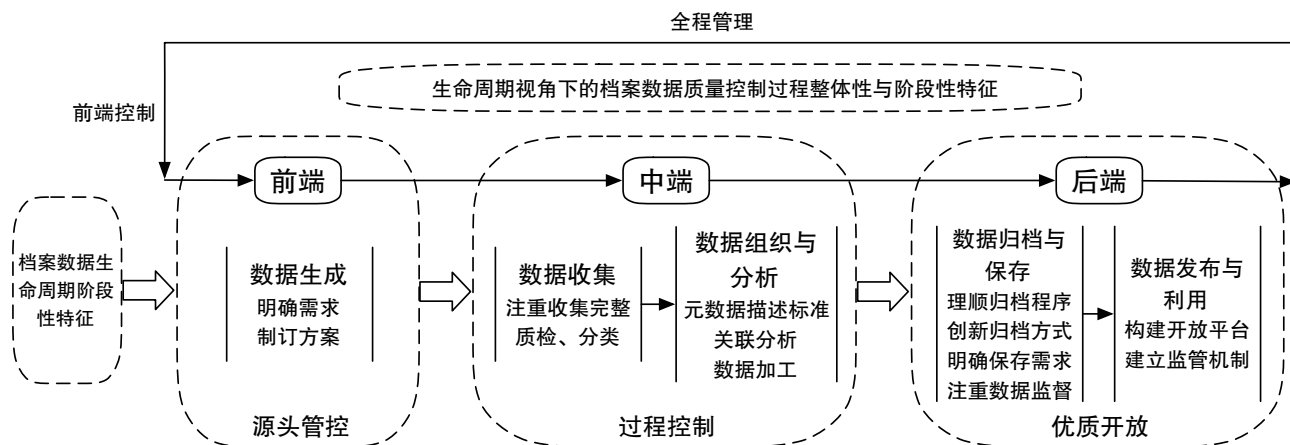 全程管理
生命周期视角下的档案数据质量控制过程整体性与阶段性特征
前端控制
前端
中端
后端
档案数据生
命周期阶段
性特征
数据生成
明确需求
制订方案
数据收集
注重收集完整
质检、分类
数据组织与
分析
元数据描述标准
关联分析
数据加工
数据归档与
保存
理顺归档程序
创新归档方式
明确保存需求
注重数据监督
数据发布与
利用
构建开放平台
建立监管机制
源头管控
过程控制
优质开放